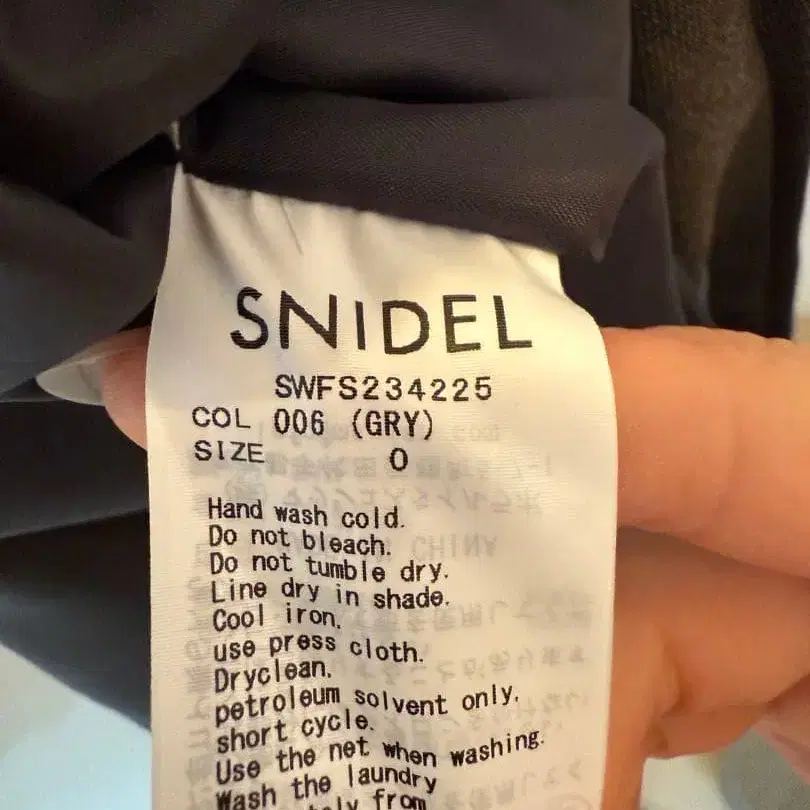 SNIDEL
SWFS234225
COL 006 (GRY)
SIZE 0
Hand wash cold.
Do not bleach.
Do not tumble dry.
Line dry in shade.
Cool iron.
use press cloth.
Dryclean.
petroleum solvent only.
short cycle.
Use the net when washing.
Wash the laundry
from